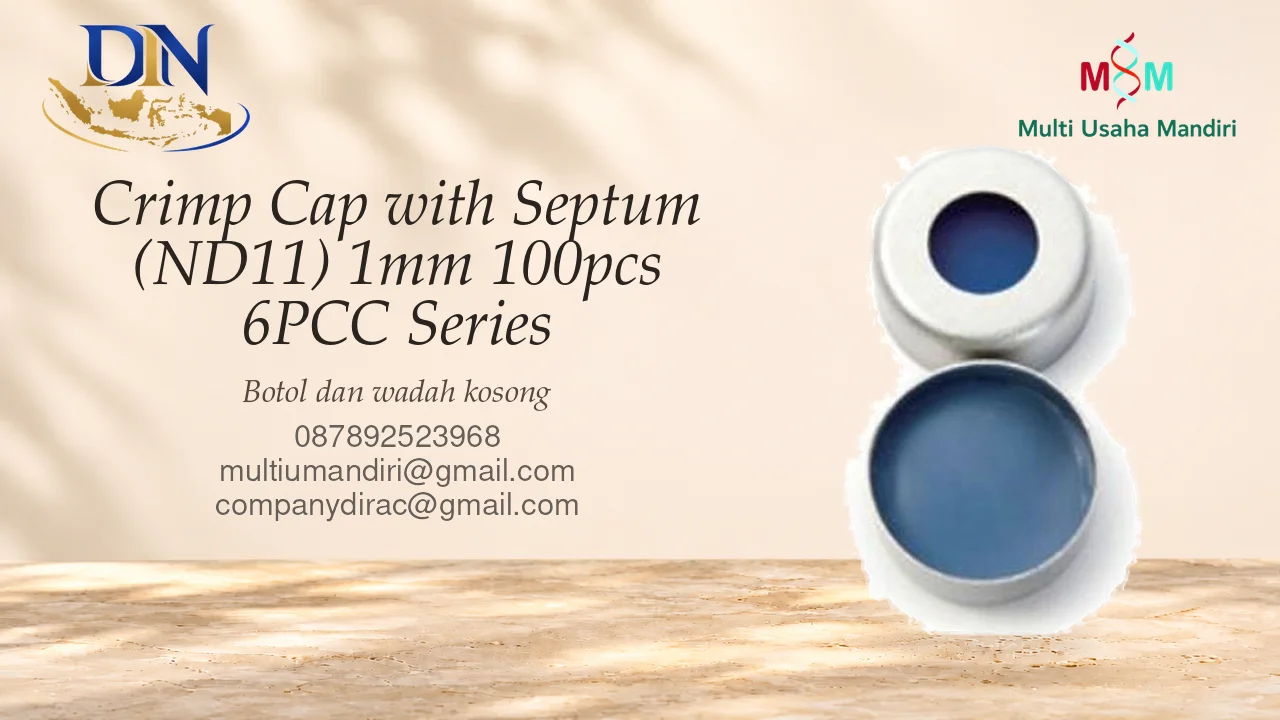 DIN
M M
Multi Usaha Mandiri
Crimp Cap with Septum
(ND11) 1mm 100pcs
6PCC Series
Botol dan wadah kosong
087892523968
multiumandiri@gmail.com
companydirac@gmail.com